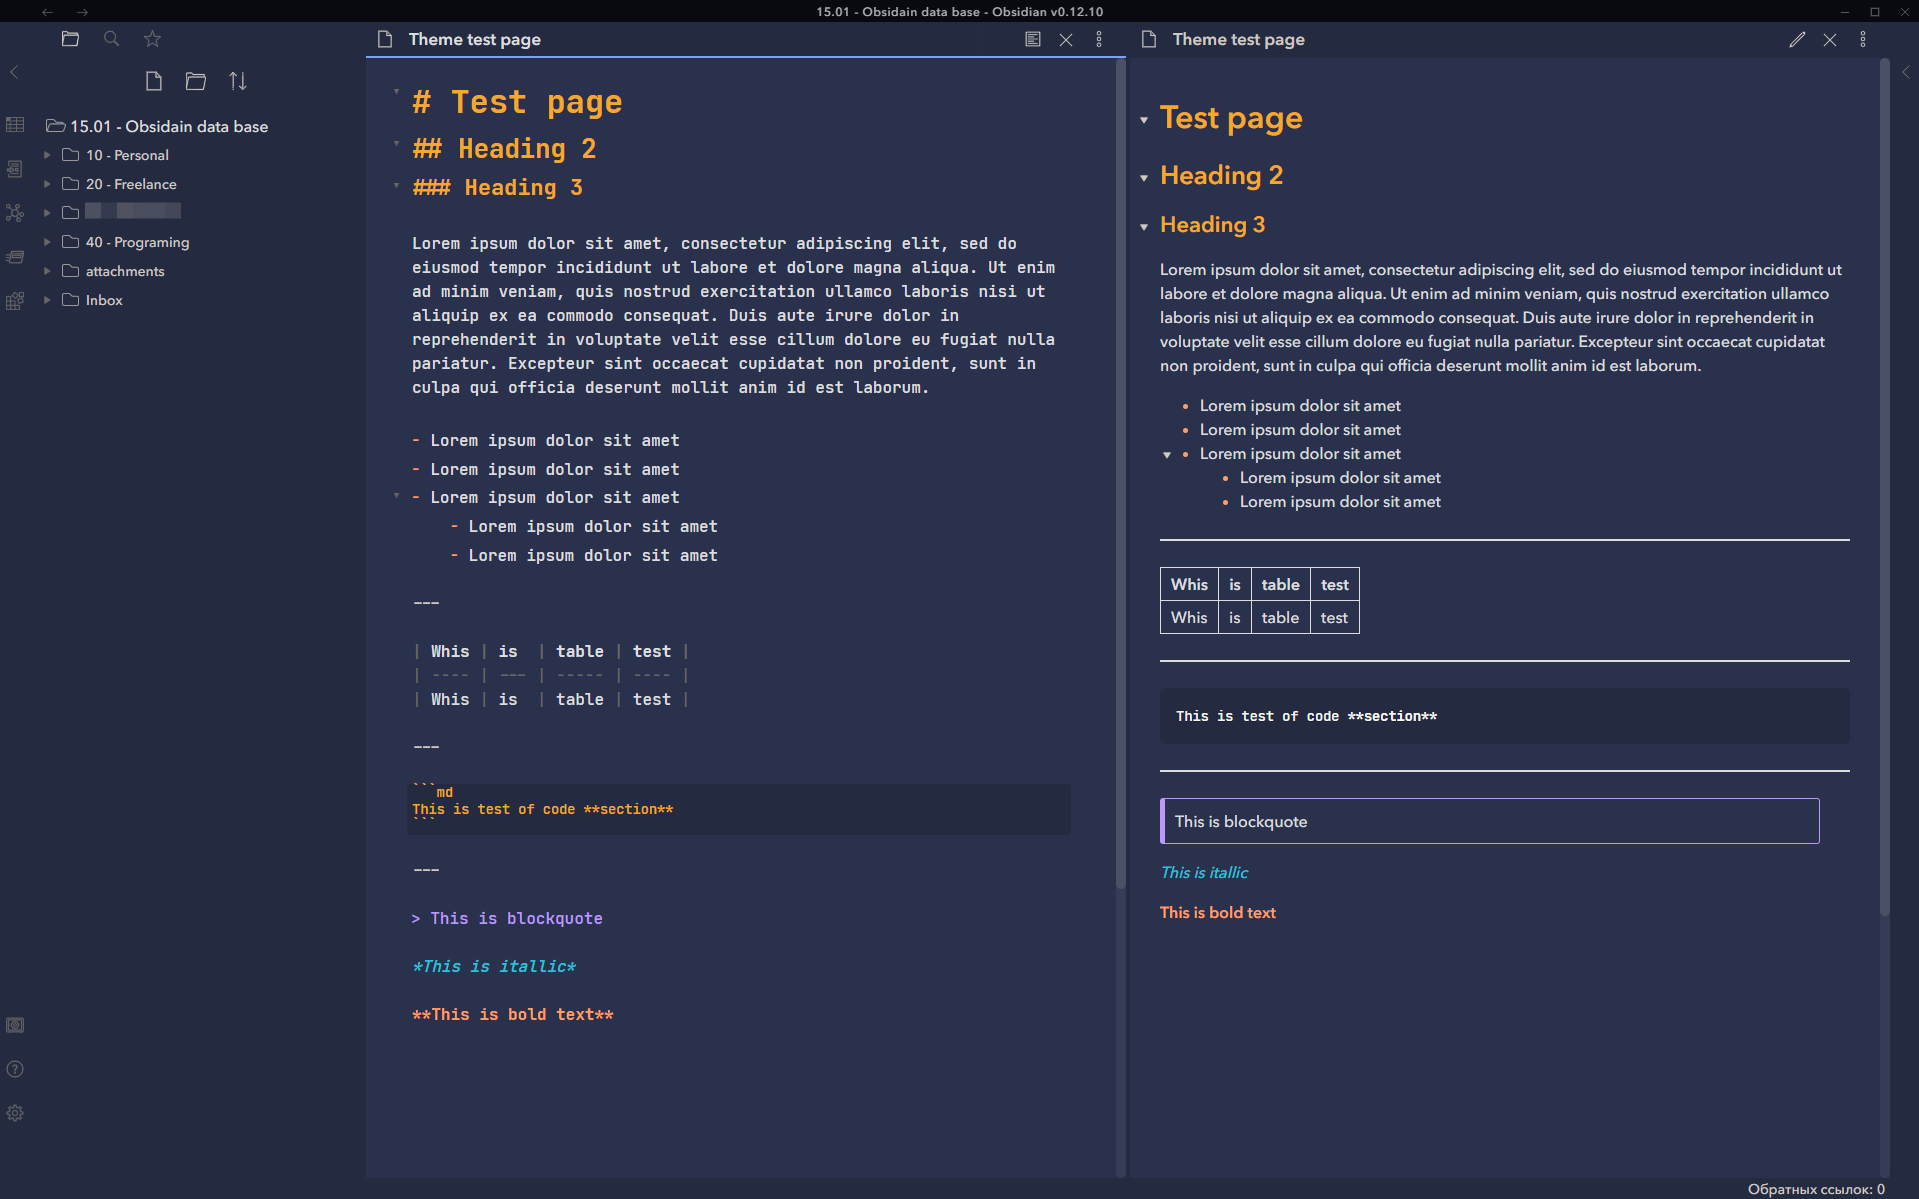 15.01 - Obsidain data base - Obsidian v0.12.10
15.01 - Obsidain data base
10 - Personal
20 - Freelance
40 - Programing
attachments
Inbox
Theme test page
# Test page
## Heading 2
### Heading 3
Lorem ipsum dolor sit amet, consectetur adipiscing elit, sed do
eiusmod tempor incididunt ut labore et dolore magna aliqua. Ut enim
ad minim veniam, quis nostrud exercitation ullamco laboris nisi ut
aliquip ex ea commodo consequat. Duis aute irure dolor in
reprehenderit in voluptate velit esse cillum dolore eu fugiat nulla
pariatur. Excepteur sint occaecat cupidatat non proident, sunt in
culpa qui officia deserunt mollit anim id est laborum.
- Lorem ipsum dolor sit amet
- Lorem ipsum dolor sit amet
- Lorem ipsum dolor sit amet
- Lorem ipsum dolor sit amet
- Lorem ipsum dolor sit amet
---
| Whis | is  | table | test |
| ---- | --- | ----- | ---- |
| Whis | is  | table | test |
---
```md
This is test of code **section**
```
---
> This is blockquote
*This is itallic*
**This is bold text**
Theme test page
Test page
Heading 2
Heading 3
Lorem ipsum dolor sit amet, consectetur adipiscing elit, sed do eiusmod tempor incididunt ut
labore et dolore magna aliqua. Ut enim ad minim veniam, quis nostrud exercitation ullamco
laboris nisi ut aliquip ex ea commodo consequat. Duis aute irure dolor in reprehenderit in
voluptate velit esse cillum dolore eu fugiat nulla pariatur. Excepteur sint occaecat cupidatat
non proident, sunt in culpa qui officia deserunt mollit anim id est laborum.
• Lorem ipsum dolor sit amet
• Lorem ipsum dolor sit amet
• Lorem ipsum dolor sit amet
• Lorem ipsum dolor sit amet
• Lorem ipsum dolor sit amet
Whis is table test
Whis is table test
This is test of code **section**
This is blockquote
This is itallic
This is bold text
Обратных ссылок: 0